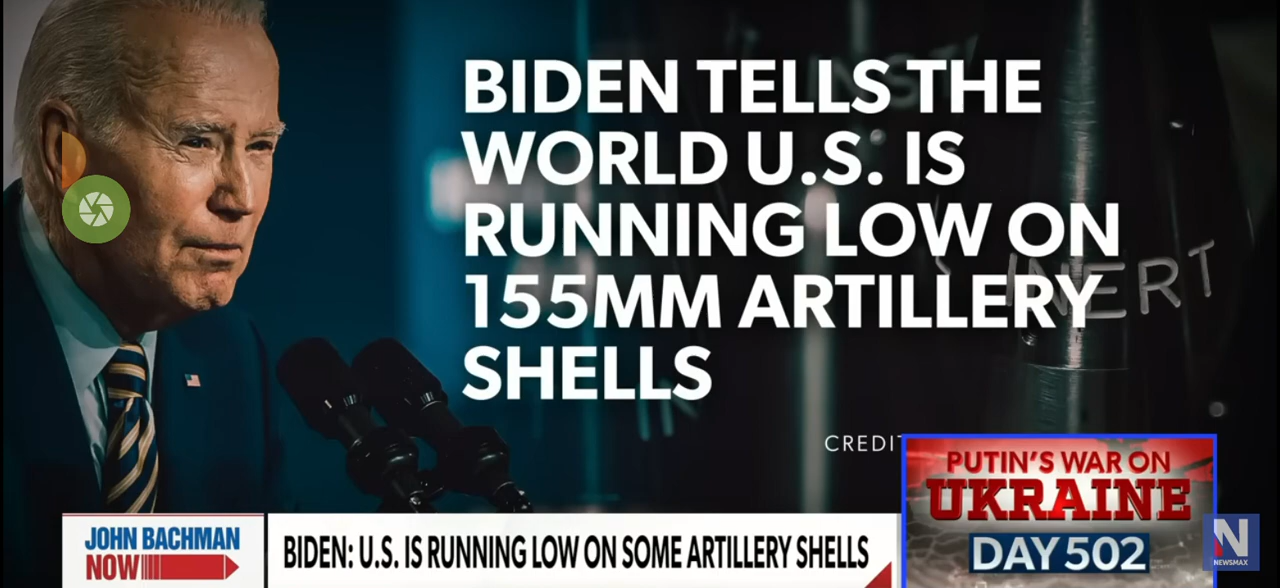 BIDEN TELLS THE
WORLD U.S. IS
RUNNING LOW ON
155MM ARTILLERY
SHELLS
INERT
CREDIT
PUTIN'S WAR ON
UKRAINE
DAY 502
JOHN BACHMAN
NOW
BIDEN: U.S. IS RUNNING LOW ON SOME ARTILLERY SHELLS
N
NEWSMAX